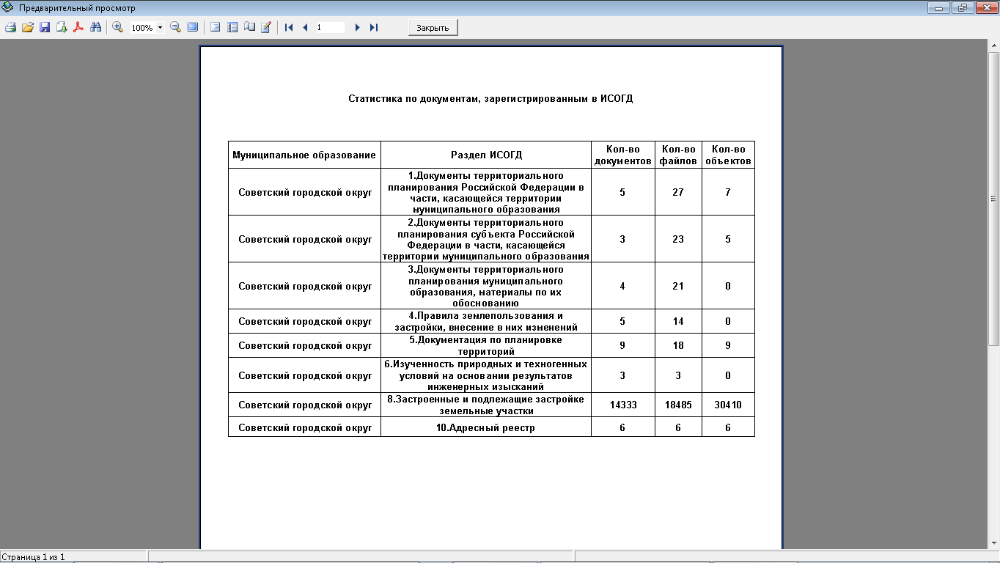 Предварительный просмотр
100%
1
Закрыть
Статистика по документам, зарегистрированным в ИСОГД
Муниципальное образование
Раздел ИСОГД
Кол-во
документов
Кол-во
файлов
Кол-во
объектов
Советский городской округ
1.Документы территориального
планирования Российской Федерации в
части, касающейся территории
муниципального образования
5
27
7
Советский городской округ
2.Документы территориального
планирования субъекта Российской
Федерации в части, касающейся
территории муниципального образования
3
23
5
Советский городской округ
3.Документы территориального
планирования муниципального
образования, материалы по их
обоснованию
4
21
0
Советский городской округ
4.Правила землепользования и
застройки, внесение в них изменений
5
14
0
Советский городской округ
5.Документация по планировке
территорий
9
18
9
Советский городской округ
6.Изученность природных и техногенных
условий на основании результатов
инженерных изысканий
3
3
0
Советский городской округ
8.Застроенные и подлежащие застройке
земельные участки
14333
18485
30410
Советский городской округ
10.Адресный реестр
6
6
6
Страница 1 из 1